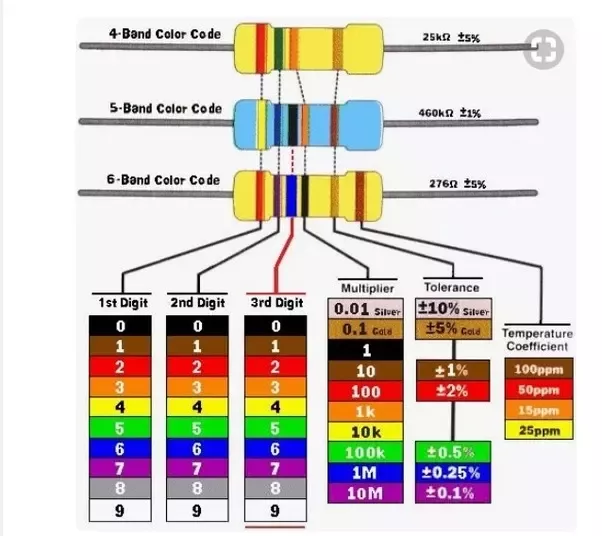 4-Band Color Code
25kΩ ±5%
5-Band Color Code
460kΩ ±1%
6-Band Color Code
276Ω ±5%
1st Digit
2nd Digit
3rd Digit
Multiplier
Tolerance
Temperature
Coefficient
0 0 0
1 1 1
2 2 2
3 3 3
4 4 4
5 5 5
6 6 6
7 7 7
8 8 8
9 9 9
0.01 Silver
0.1 Gold
1
10
100
1k
10k
100k
1M
10M
±10% Silver
±5% Gold
±1%
±2%
±0.5%
±0.25%
±0.1%
100ppm
50ppm
15ppm
25ppm